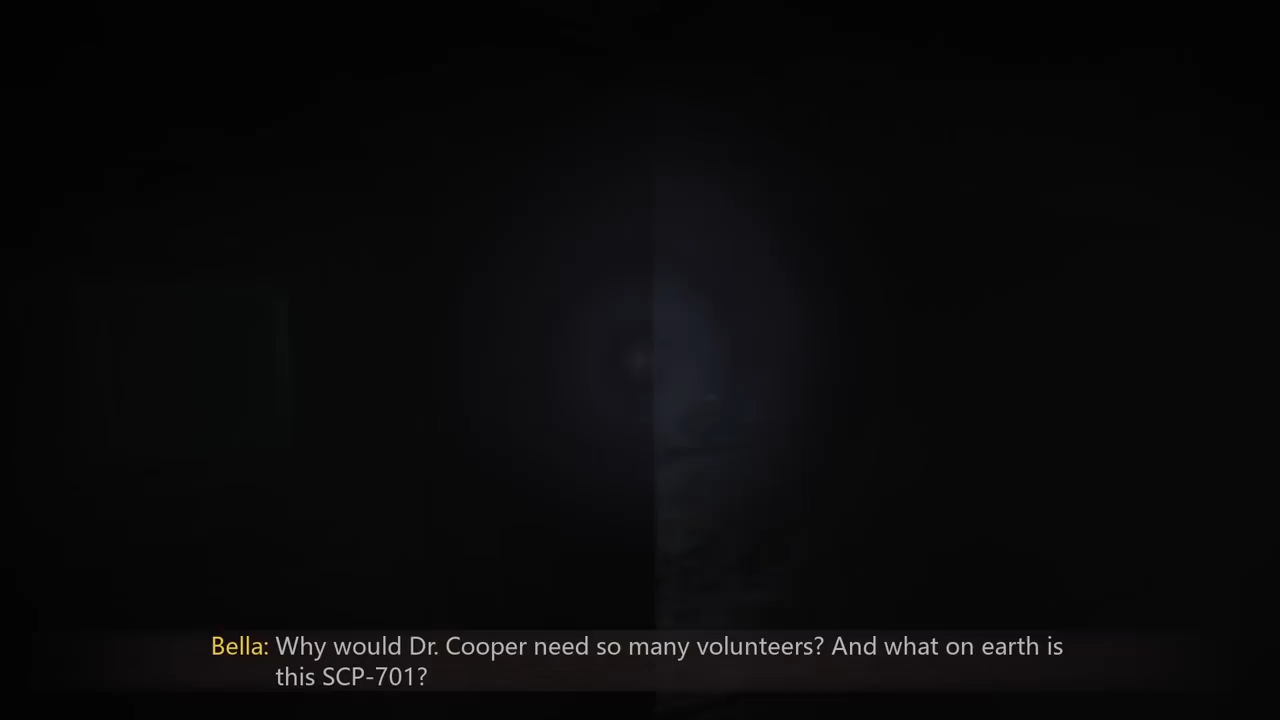 Bella: Why would Dr. Cooper need so many volunteers? And what on earth is
this SCP-701?